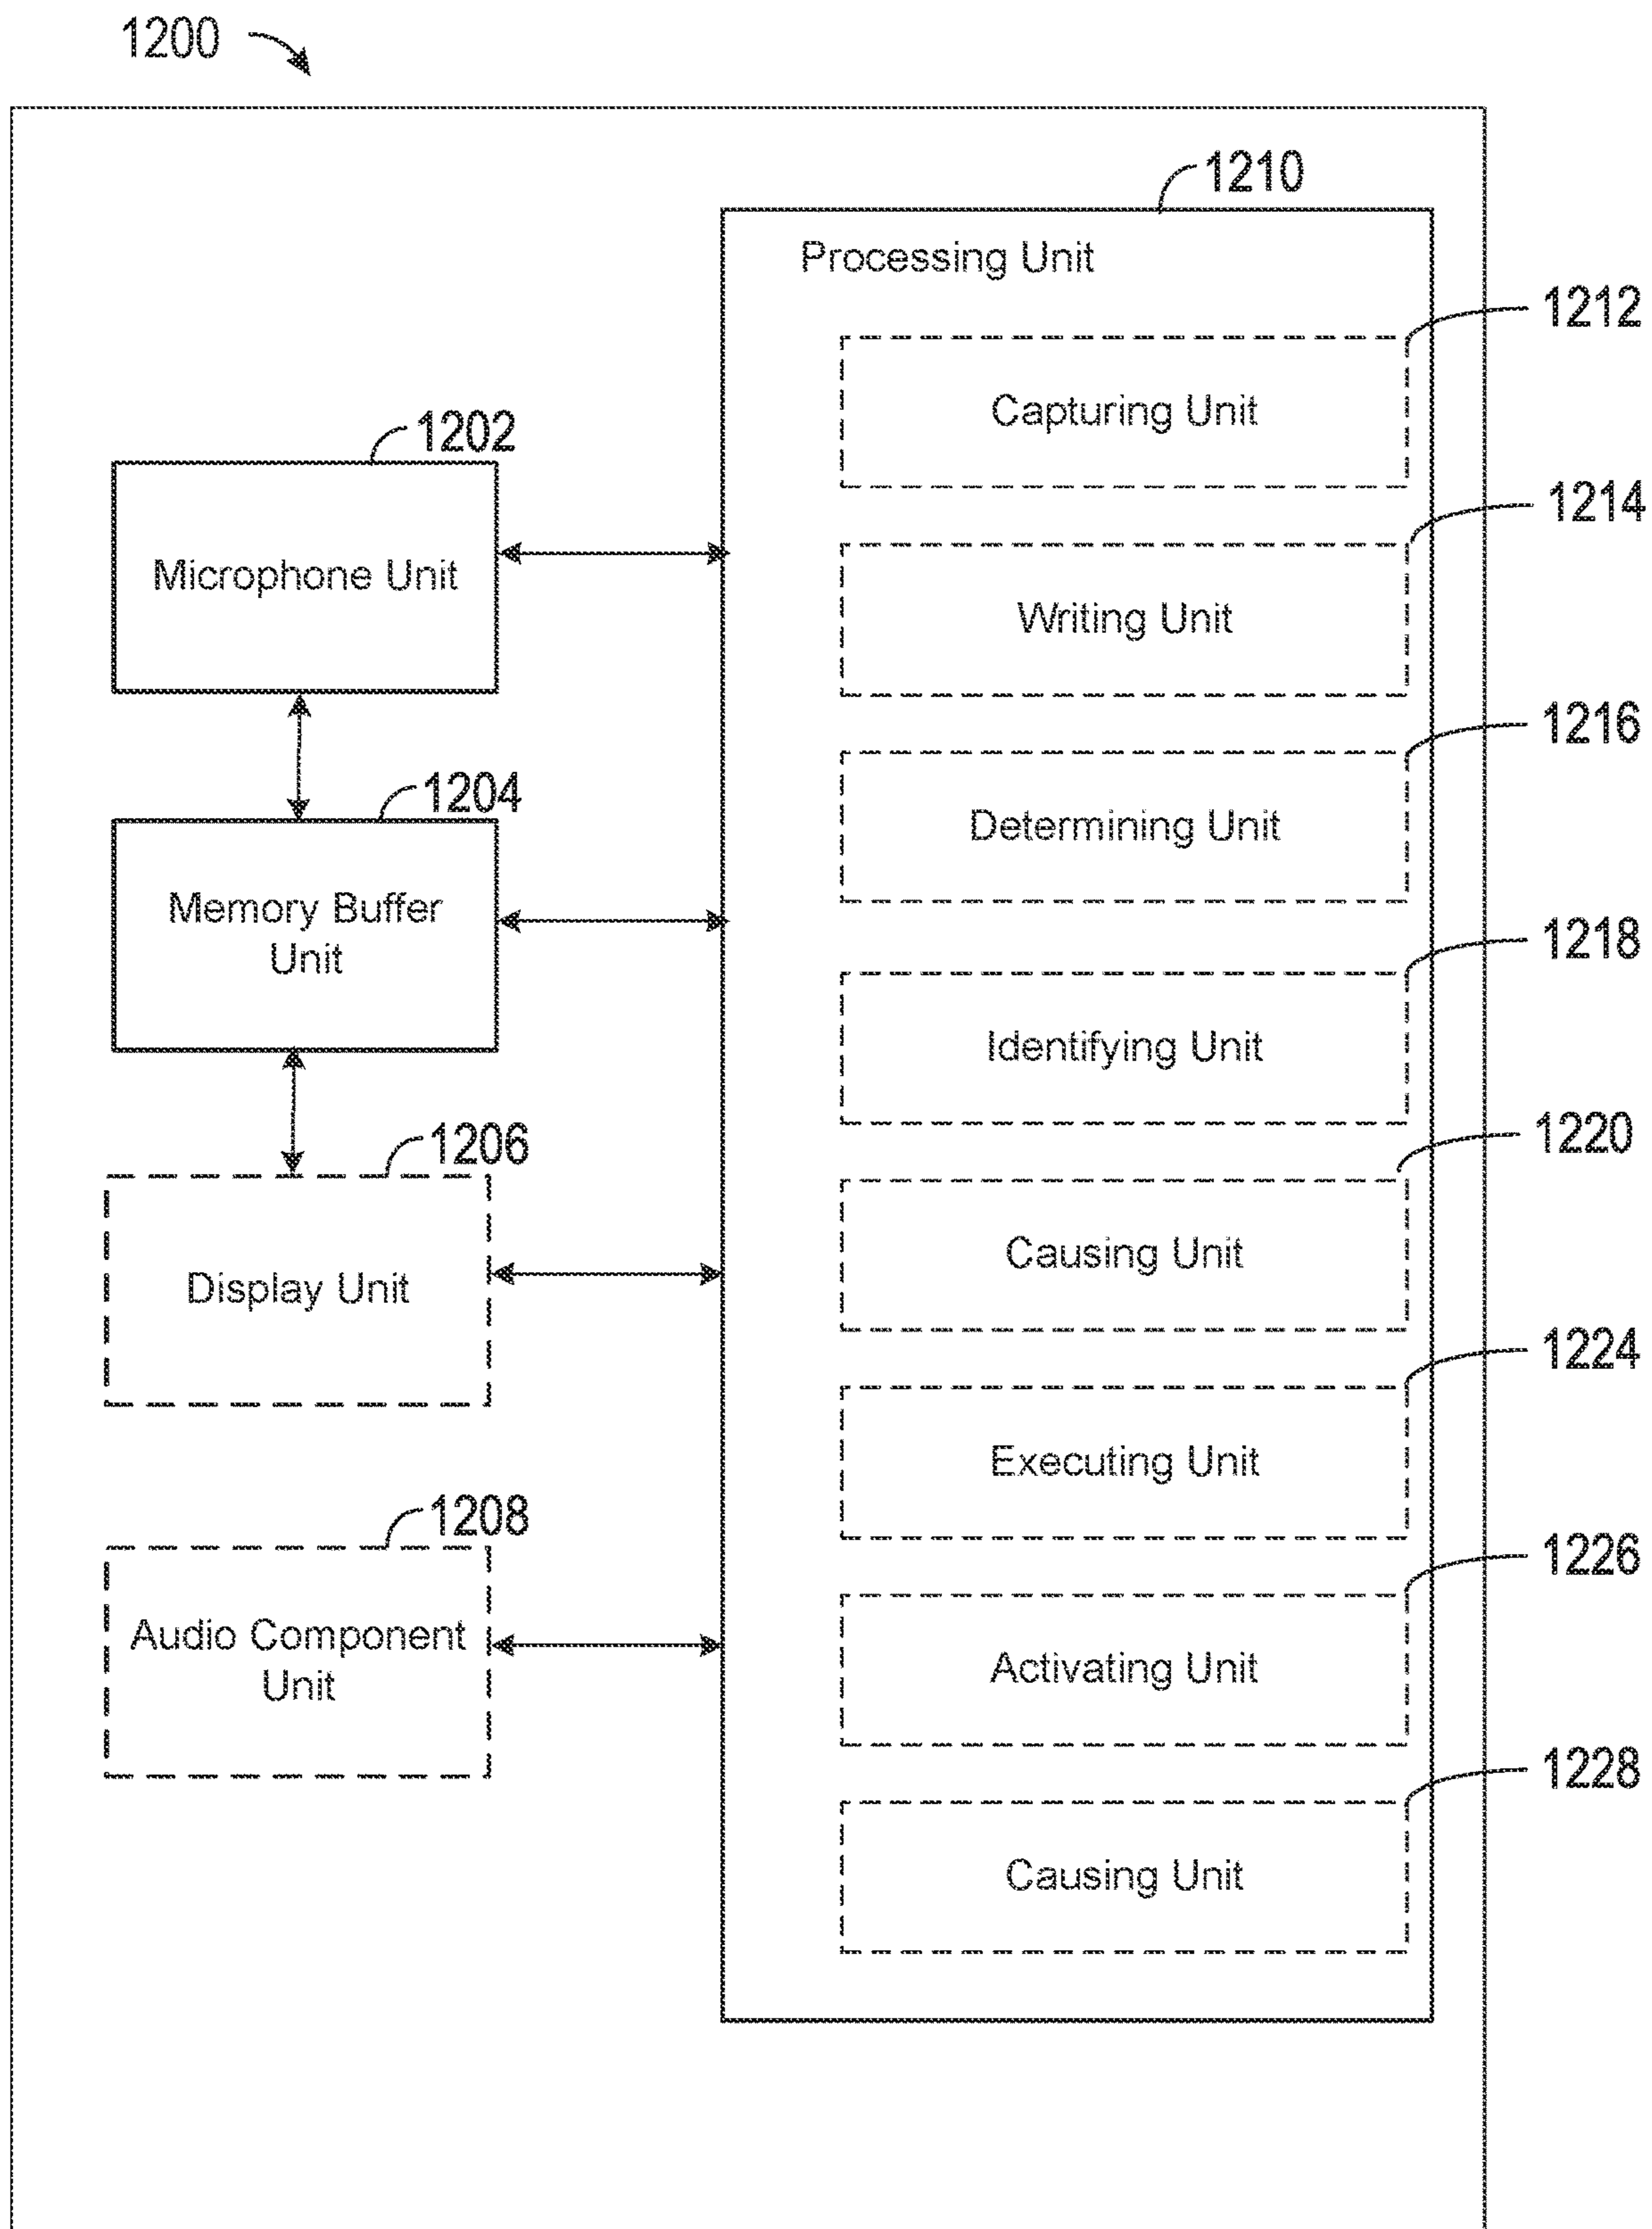 1200
1210
Processing Unit
1212
Capturing Unit
1202
Microphone Unit
1214
Writing Unit
1216
Determining Unit
1204
Memory Buffer
Unit
1218
Identifying Unit
1206
Display Unit
1220
Causing Unit
1224
Executing Unit
1208
Audio Component
Unit
1226
Activating Unit
1228
Causing Unit